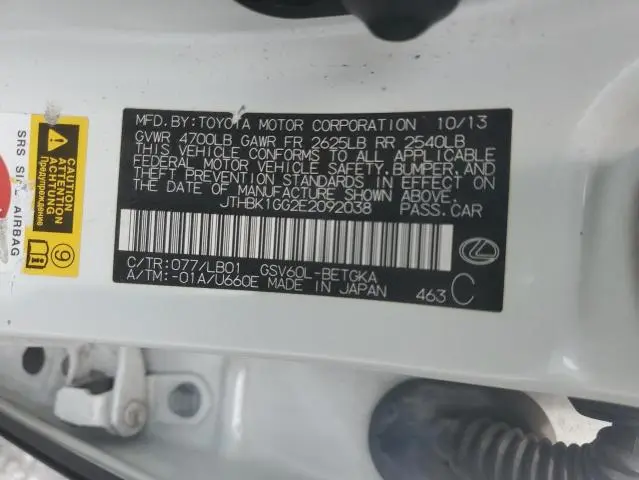 MFD.BY:TOYOTA MOTOR CORPORATION 10/13
GVWR 4700LB GAWR FR 2625LB RR 2540LB
THIS VEHICLE CONFORMS TO ALL APPLICABLE
FEDERAL MOTOR VEHICLE SAFETY,BUMPER,AND
THEFT PREVENTION STANDARDS IN EFFECT ON
THE DATE OF MANUFACTURE SHOWN ABOVE.
JTHBK1GG2E2092038 PASS.CAR
C/TR:077/LB01 GSV60L-BETGKA
A/TM:-01A/U660E MADE IN JAPAN 463 C
SRS AIRBAG
CAUTION
ATTENTION
ACHTUNG
9